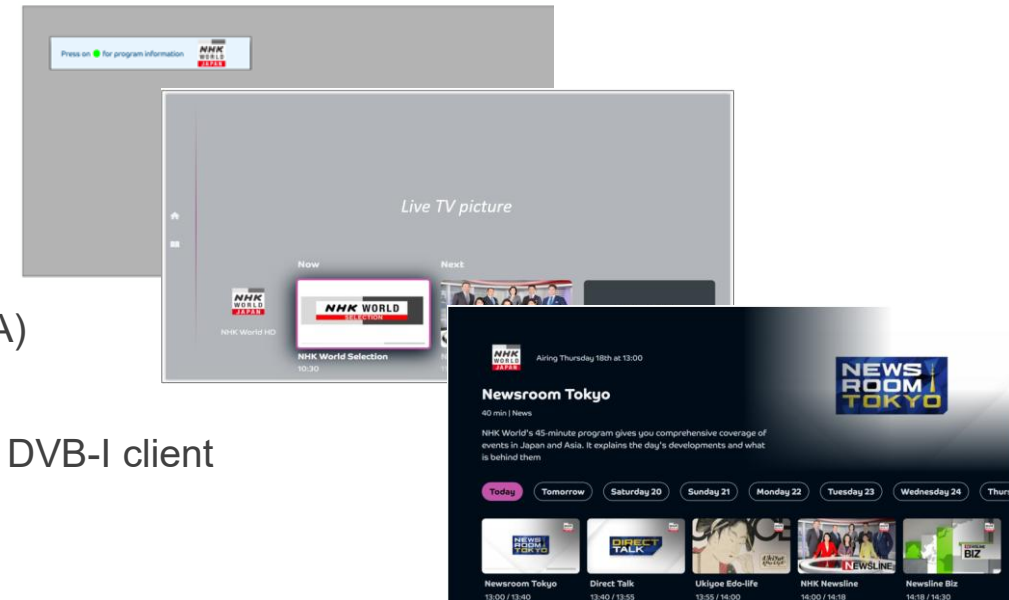 Press on for program information
NHK
WORLD
JAPAN
Live TV picture
Now
Next
NHK
WORLD
JAPAN
NHK World HD
NHK WORLD
SELECTION
NHK World Selection
10:30
A)
DVB-I client
NHK
WORLD
JAPAN
Airing Thursday 18th at 13:00
NEWS
ROOM
TOKYO
Newsroom Tokyo
40 min | News
NHK World's 45-minute program gives you comprehensive coverage of
events in Japan and Asia. It explains the day's developments and what
is behind them
Today
Tomorrow
Saturday 20
Sunday 21
Monday 22
Tuesday 23
Wednesday 24
Thurs
NEWS
ROOM
TOKYO
DIRECT
TALK
NEWSLINE
BIZ
Newsroom Tokyo
Direct Talk
Ukiyoe Edo-life
NHK Newsline
Newsline Biz
13:00 / 13:40
13:40 / 13:55
13:55 / 14:00
14:00 / 14:18
14:18 / 14:30